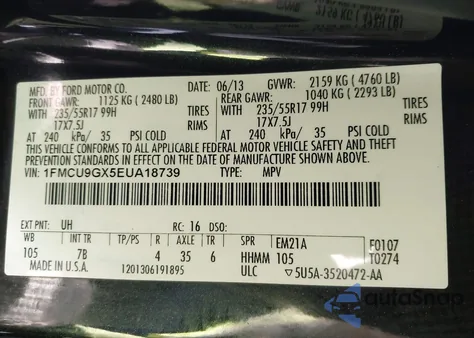 3156 KG (4760 LB)
MFD. BY FORD MOTOR CO. DATE: 06/13 GVWR: 2159 KG (4760 LB)
FRONT GAWR: 1125 KG (2480 LB) REAR GAWR: 1040 KG (2293 LB)
WITH 235/55R17 99H TIRES WITH 235/55R17 99H TIRES
17X7.5J RIMS 17X7.5J RIMS
AT 240 kPa/ 35 PSI COLD AT 240 kPa/ 35 PSI COLD
THIS VEHICLE CONFORMS TO ALL APPLICABLE FEDERAL MOTOR VEHICLE SAFETY AND
THEFT PREVENTION STANDARDS IN EFFECT ON THE DATE OF MANUFACTURE SHOWN ABOVE.
VIN: 1FMCU9GX5EUA18739 TYPE: MPV
EXT PNT: UH RC: 16 DSO: F0107
WB INT TR TP/PS R AXLE TR SPR EM21A T0274
105 7B 4 35 6 HHMM 105
MADE IN U.S.A. 1201306191895 ULC 5U5A-3520472-AA
autoSnap